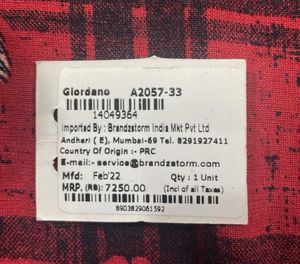 Giordano A2057-33
14049364
Imported By : Brandzstorm India Mkt Pvt Ltd
Andheri ( E), Mumbai-69 Tel. 8291927411
Country Of Origin :- PRC
E-mail:- service@brandzstorm.com
Mfd: Feb'22 Qty : 1 Unit
MRP. (RS): 7250.00 (Incl of all Taxes)
8903829061592